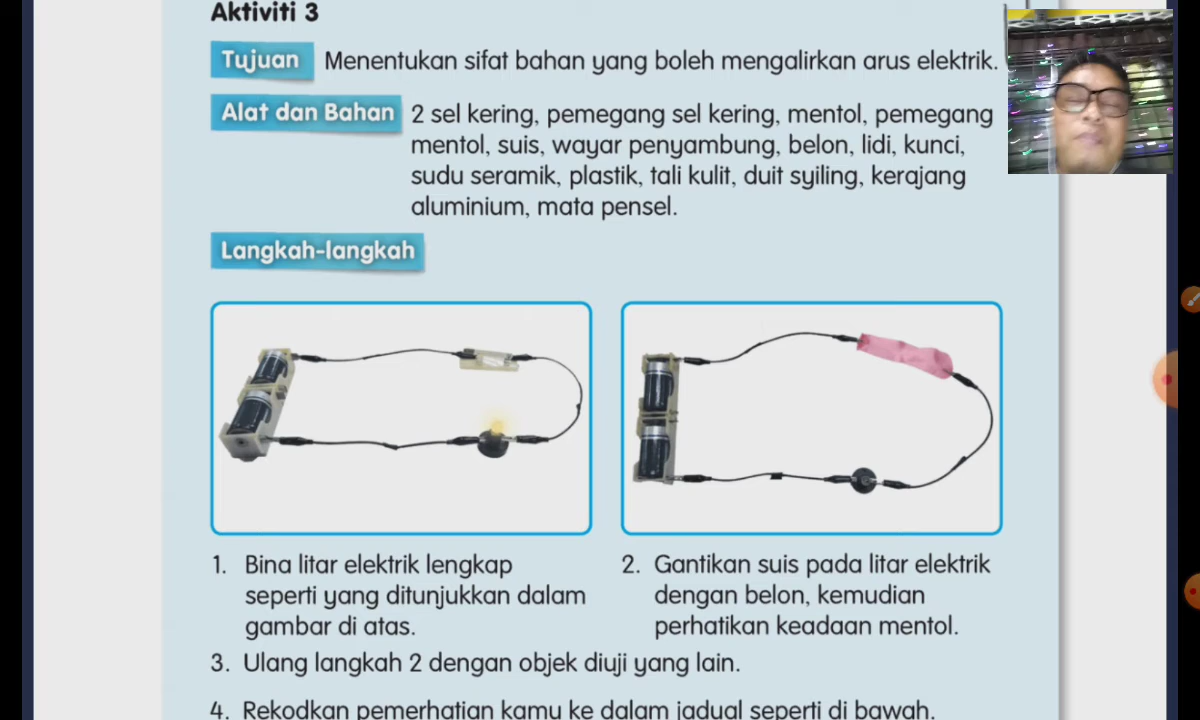 Aktiviti 3
Tujuan Menentukan sifat bahan yang boleh mengalirkan arus elektrik.
Alat dan Bahan 2 sel kering, pemegang sel kering, mentol, pemegang
mentol, suis, wayar penyambung, belon, lidi, kunci,
sudu seramik, plastik, tali kulit, duit syiling, kerajang
aluminium, mata pensel.
Langkah-langkah
1. Bina litar elektrik lengkap
seperti yang ditunjukkan dalam
gambar di atas.
2. Gantikan suis pada litar elektrik
dengan belon, kemudian
perhatikan keadaan mentol.
3. Ulang langkah 2 dengan objek diuji yang lain.
4. Rekodkan pemerhatian kamu ke dalam jadual seperti di bawah.